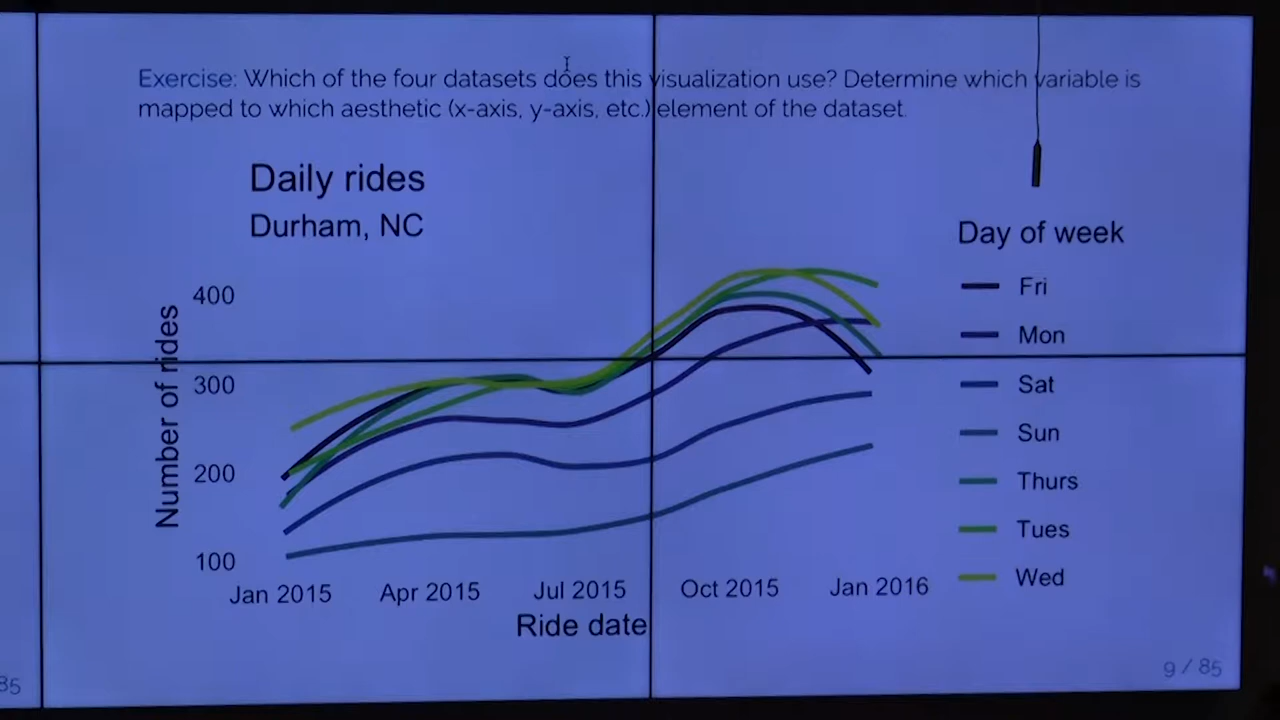 Exercise: Which of the four datasets does this visualization use? Determine which variable is
mapped to which aesthetic (x-axis, y-axis, etc.) element of the dataset.
Daily rides
Durham, NC
Day of week
Fri
Mon
Sat
Sun
Thurs
Tues
Wed
Number of rides
400
300
200
100
Jan 2015
Apr 2015
Jul 2015
Oct 2015
Jan 2016
Ride date
9 / 85
85